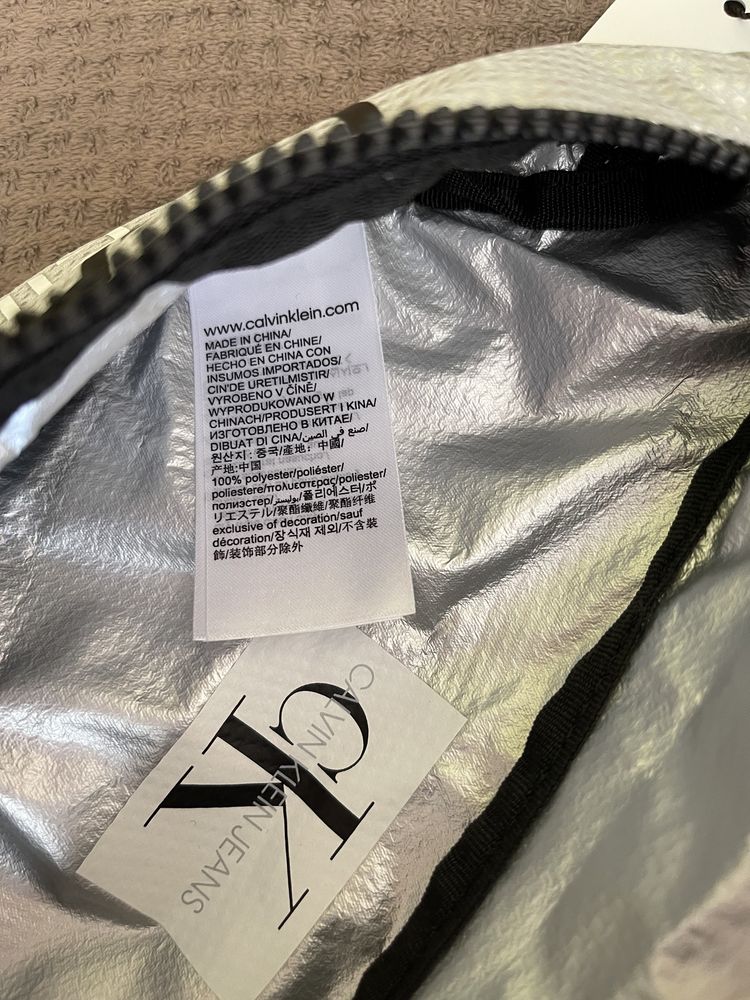 www.calvinklein.com
MADE IN CHINA/
FABRIQUÉ EN CHINE/
HECHO EN CHINA CON
INSUMOS IMPORTADOS/
CIN'DE URETILMISTIR/
VYROBENO V ČÍNĚ/
WYPRODUKOWANO W
CHINACH/PRODUSERT I KINA/
ИЗГОТОВЛЕНО В КИТАЕ/
DIBUAT DI CINA/صنع في الصين/
원산지 : 중국/產地: 中國/
产地:中国
100% polyester/poliéster/
poliestere/πολυεστερας/poliester/
полиэстер/بوليستر/폴리에스터/ポ
リエステル/聚酯纖維/聚酯纤维
exclusive of decoration/sauf
décoration/장식재 제외/不含裝
飾/装饰部分除外
CK
CALVIN KLEIN JEANS